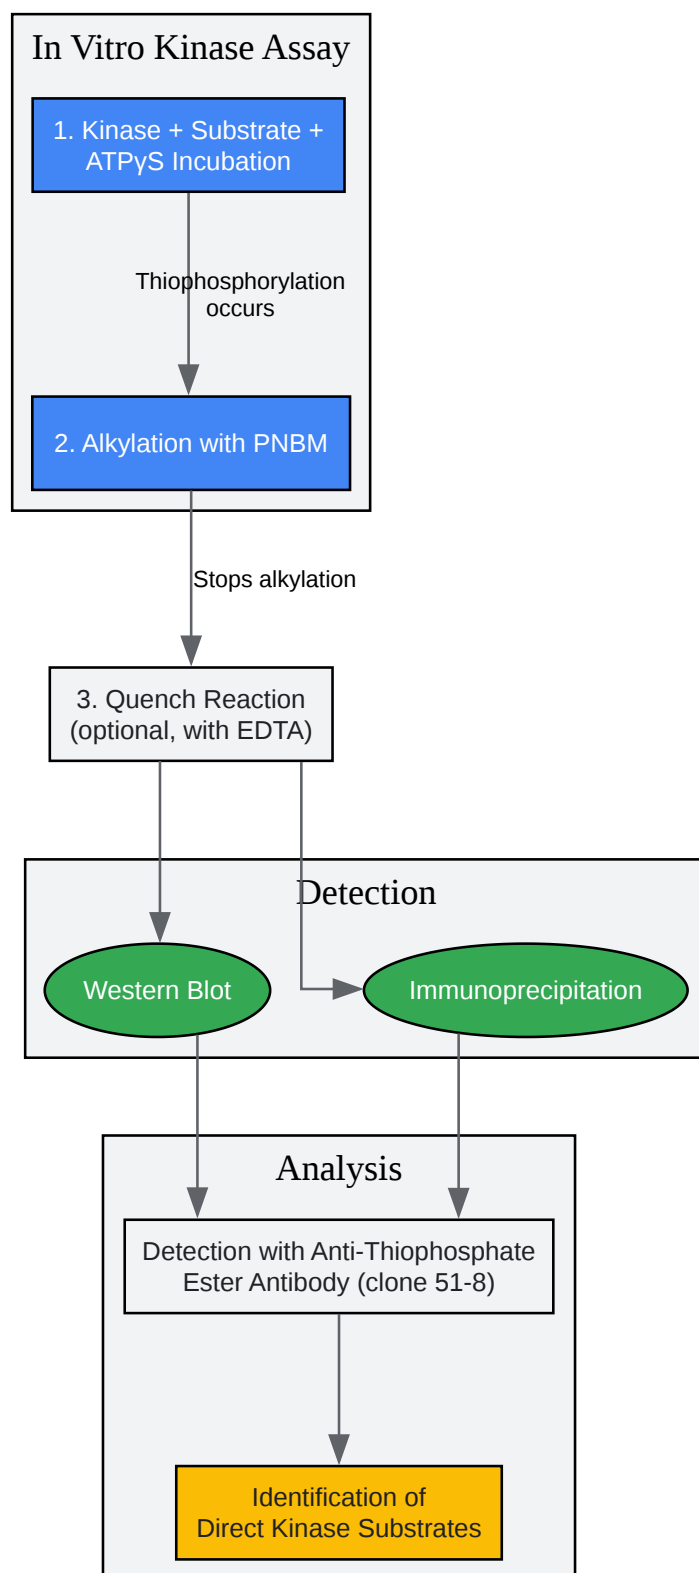 In Vitro Kinase Assay
1. Kinase + Substrate +
ATPγS Incubation
Thiophosphorylation
occurs
2. Alkylation with PNBM
Stops alkylation
3. Quench Reaction
(optional, with EDTA)
Detection
Western Blot
Immunoprecipitation
Analysis
Detection with Anti-Thiophosphate
Ester Antibody (clone 51-8)
Identification of
Direct Kinase Substrates